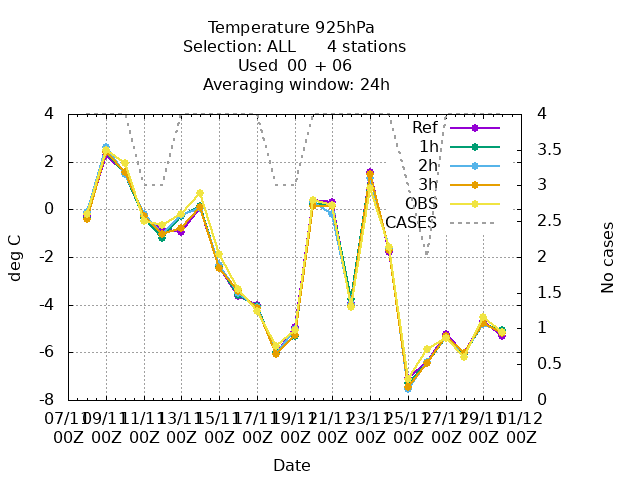 Temperature 925hPa
Selection: ALL      4 stations
Used  00 + 06
Averaging window: 24h
4 4
Ref
1h
2h
3h
OBS
CASES
2
0
-2
-4
-6
-8
3.5
3
2.5
2
1.5
1
0.5
0
deg C
No cases
07/11 09/11 11/11 13/11 15/11 17/11 19/11 21/11 23/11 25/11 27/11 29/11 01/12
00Z 00Z 00Z 00Z 00Z 00Z 00Z 00Z 00Z 00Z 00Z 00Z 00Z
Date